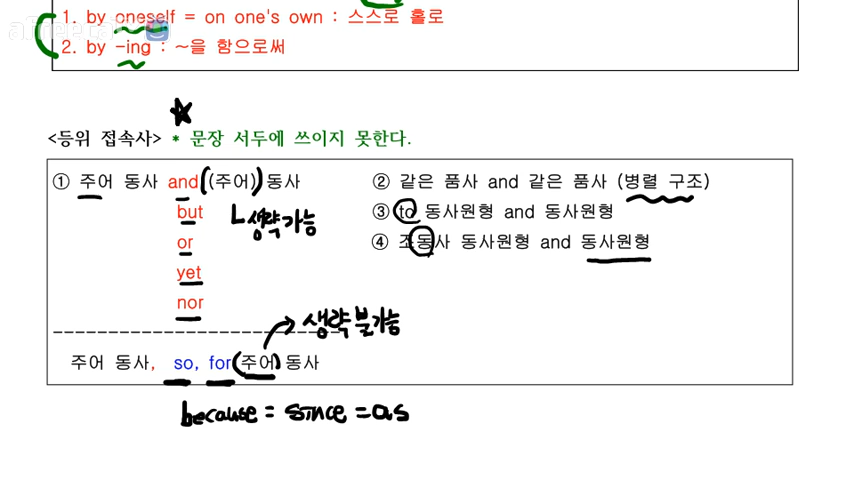 1. by oneself = on one's own : 스스로 홀로
2. by -ing : ~을 함으로써
<등위 접속사> * 문장 서두에 쓰이지 못한다.
① 주어 동사 and (주어) 동사
but
or
yet
nor
생략가능
② 같은 품사 and 같은 품사 (병렬 구조)
③ to 동사원형 and 동사원형
④ 조동사 동사원형 and 동사원형
생략 불가능
주어 동사, so, for (주어) 동사
because = since = as